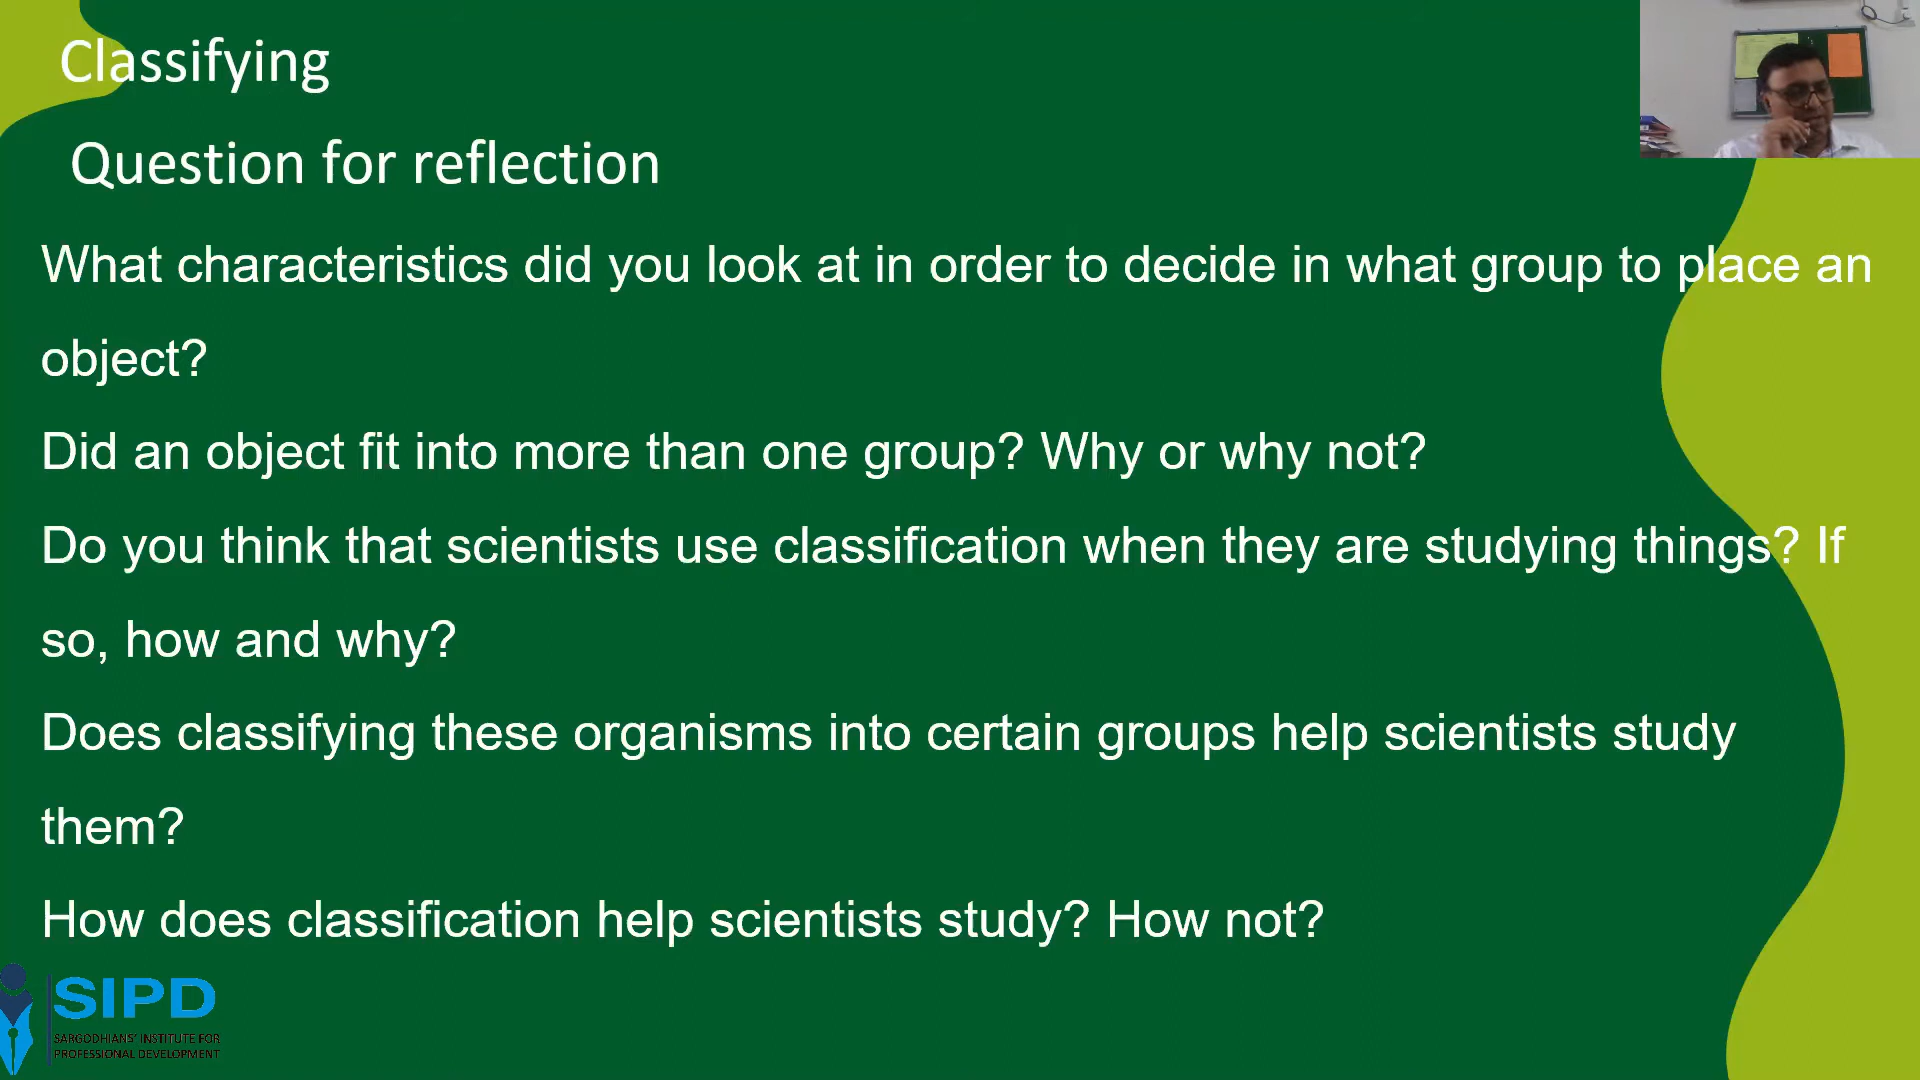 Classifying
Question for reflection
What characteristics did you look at in order to decide in what group to place an
object?
Did an object fit into more than one group? Why or why not?
Do you think that scientists use classification when they are studying things? If
so, how and why?
Does classifying these organisms into certain groups help scientists study
them?
How does classification help scientists study? How not?
SIPD
SARGODHIANS' INSTITUTE FOR
PROFESSIONAL DEVELOPMENT